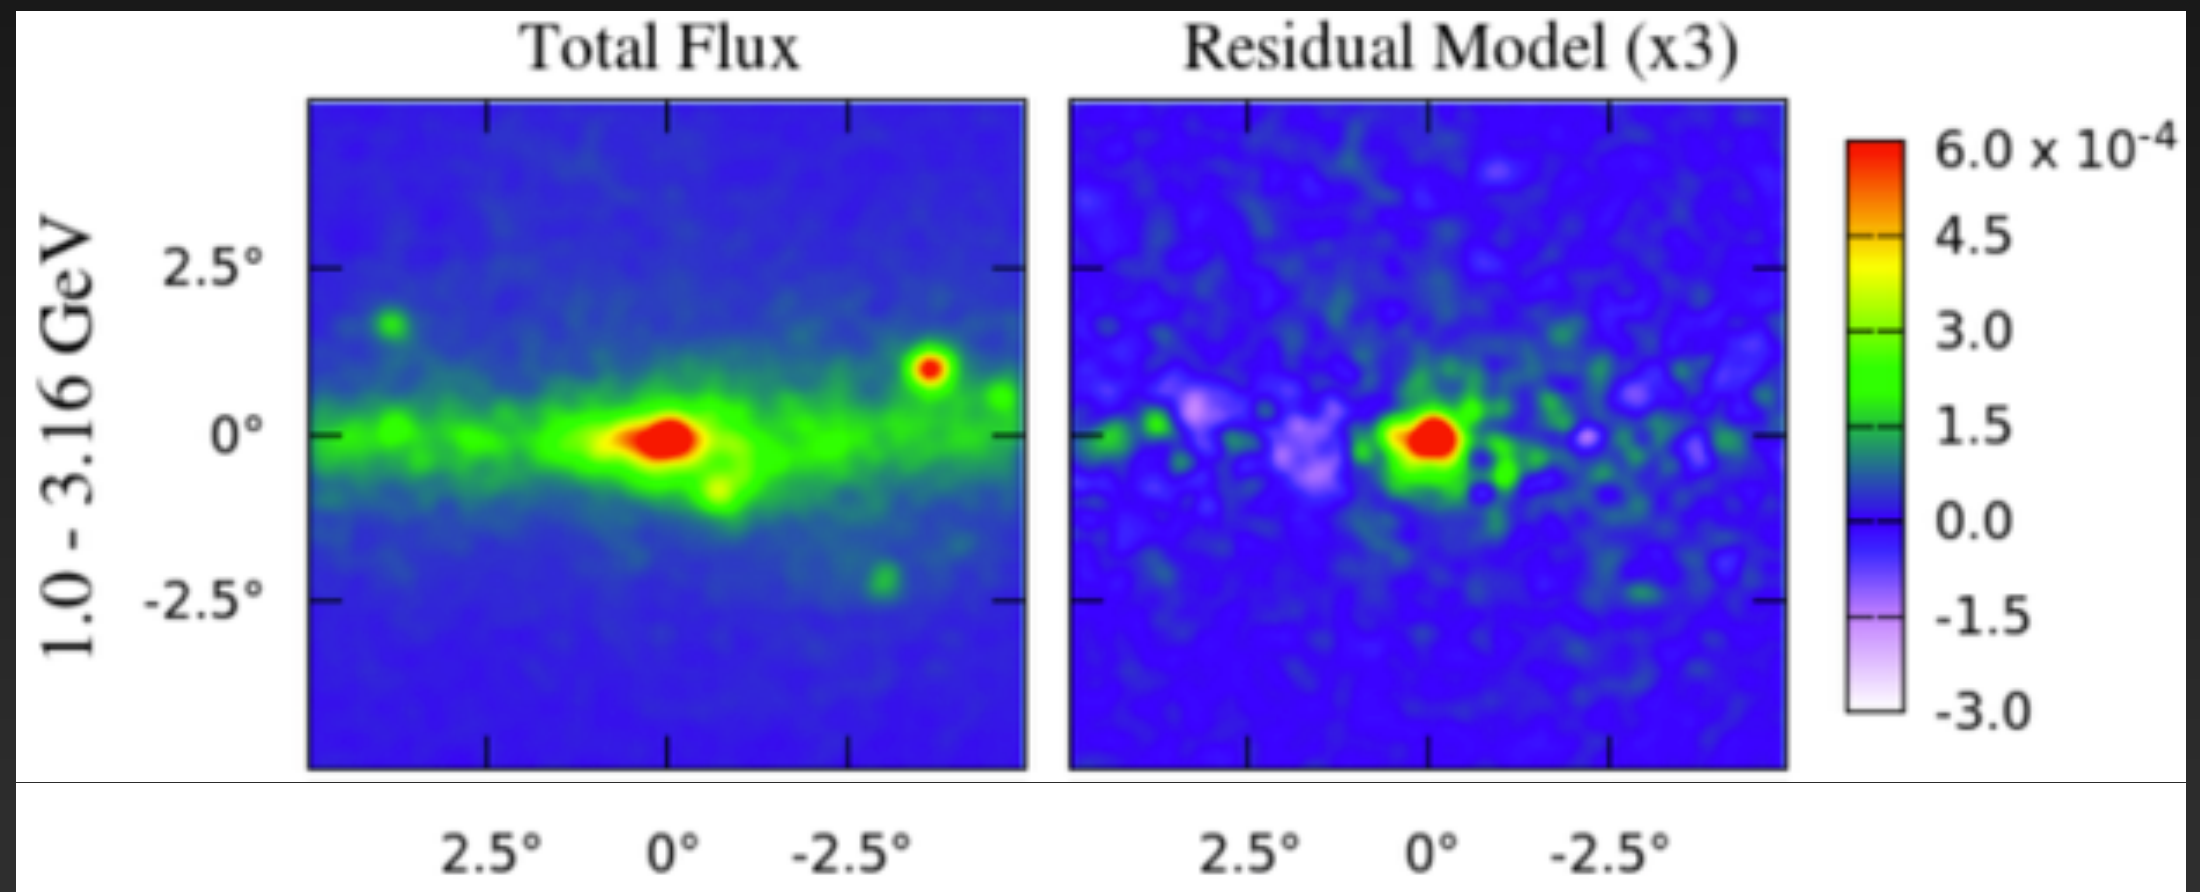 Total Flux
Residual Model (x3)
1.0 - 3.16 GeV
2.5°
0°
-2.5°
6.0 x 10⁻⁴
4.5
3.0
1.5
0.0
-1.5
-3.0
2.5° 0° -2.5°
2.5° 0° -2.5°